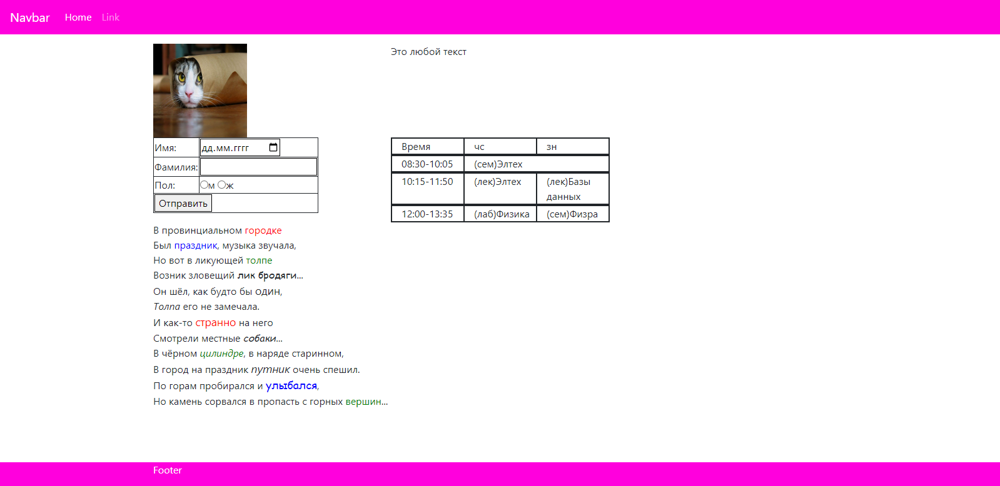 Navbar Home Link
Это любой текст
Имя: дд.мм.гггг
Фамилия:
Пол: м ж
Отправить
Время чс зн
08:30-10:05 (сем)Элтех
10:15-11:50 (лек)Элтех (лек)Базы
данных
12:00-13:35 (лаб)Физика (сем)Физра
В провинциальном городке
Был праздник, музыка звучала,
Но вот в ликующей толпе
Возник зловещий лик бродяги...
Он шёл, как будто бы один,
Толпа его не замечала.
И как-то странно на него
Смотрели местные собаки...
В чёрном цилиндре, в наряде старинном,
В город на праздник путник очень спешил.
По горам пробирался и улыбался,
Но камень сорвался в пропасть с горных вершин...
Footer